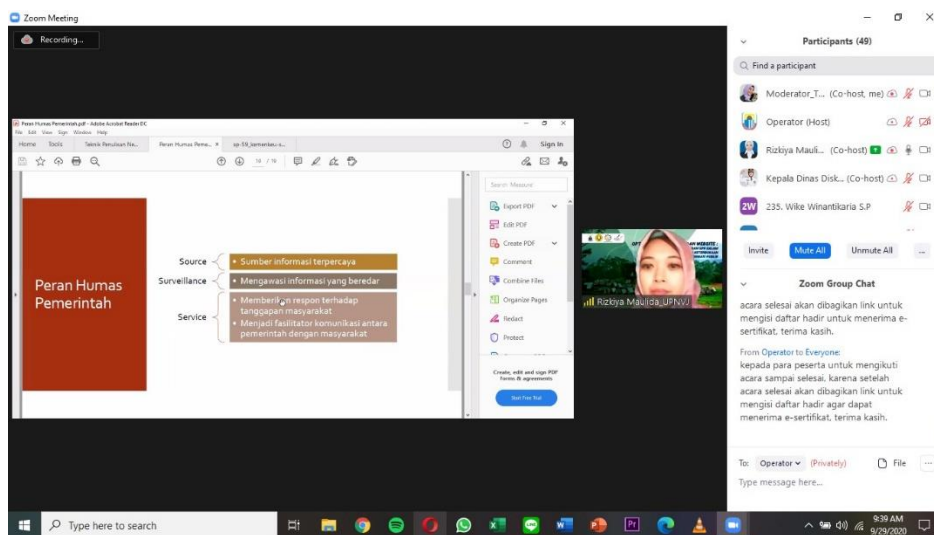 Zoom Meeting
Recording...
Participants (49)
Find a participant
Moderator_T... (Co-host, me)
Operator (Host)
Rizkiya Mauli... (Co-host)
Kepala Dinas Disk... (Co-host)
2W 235. Wike Winantikaria S.P
Invite Mute All Unmute All ...
Zoom Group Chat
acara selesai akan dibagikan link untuk
mengisi daftar hadir untuk menerima e-
sertifikat, terima kasih.
From Operator to Everyone:
kepada para peserta untuk mengikuti
acara sampai selesai, karena setelah
acara selesai akan dibagikan link untuk
mengisi daftar hadir agar dapat
menerima e-sertifikat, terima kasih.
To: Operator (Privately) File ...
Type message here...
Peran Humas Pemerintah.pdf - Adobe Acrobat Reader DC
File Edit View Sign Window Help
Home Tools Teknik Penulisan Ne... Peran Humas Peme... × Sign In
Search
Export PDF
Edit PDF
Create PDF
Comment
Combine Files
Organize Pages
Redact
Protect
Create, edit and sign PDF
forms & agreements
Start Free Trial
Peran Humas
Pemerintah
Source
Sumber informasi terpercaya
Surveillance
Mengawasi informasi yang beredar
Service
Memberikan respon terhadap
tanggapan masyarakat
Menjadi fasilitator komunikasi antara
pemerintah dengan masyarakat
Rizkiya Maulida_UPNVJ
Type here to search
9:39 AM
9/29/2020